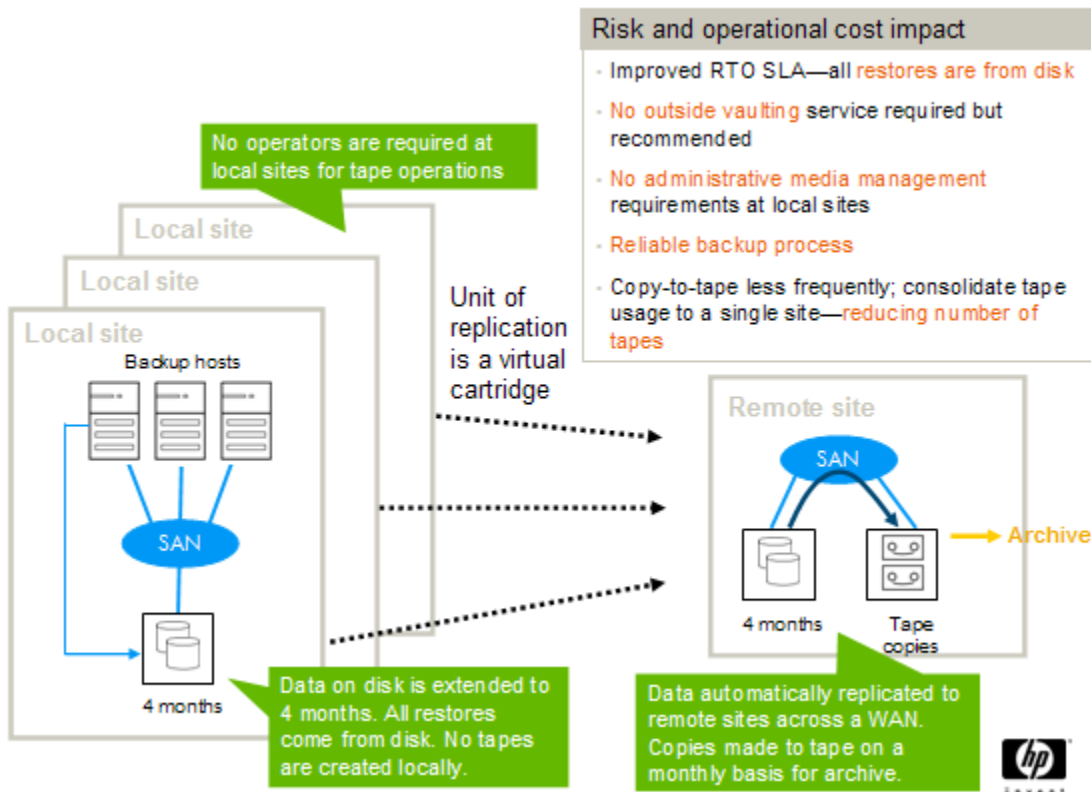 Risk and operational cost impact
- Improved RTO SLA—all restores are from disk
- No outside vaulting service required but
recommended
- No administrative media management
requirements at local sites
- Reliable backup process
- Copy-to-tape less frequently; consolidate tape
usage to a single site—reducing number of
tapes
No operators are required at
local sites for tape operations
Local site
Local site
Local site
Backup hosts
SAN
4 months
Data on disk is extended to
4 months. All restores
come from disk. No tapes
are created locally.
Unit of
replication
is a virtual
cartridge
Remote site
SAN
4 months
Tape
copies
Archive
Data automatically replicated to
remote sites across a WAN.
Copies made to tape on a
monthly basis for archive.
hp